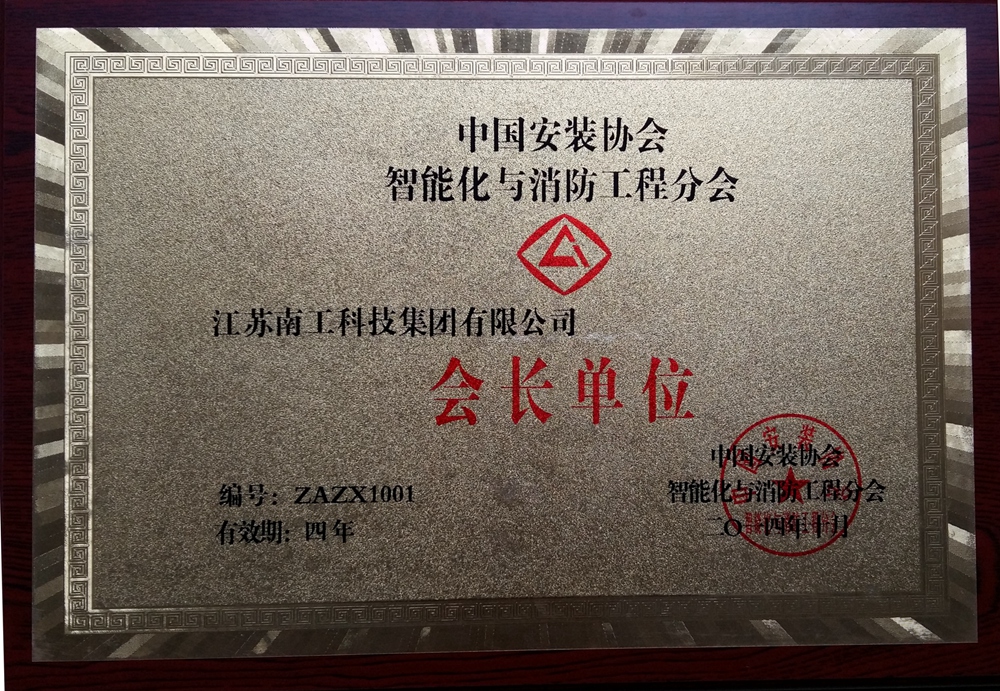 中国安装协会
智能化与消防工程分会
江苏南工科技集团有限公司
会长单位
编号：ZAZX1001
有效期：四年
中国安装协会
智能化与消防工程分会
二〇一四年十月